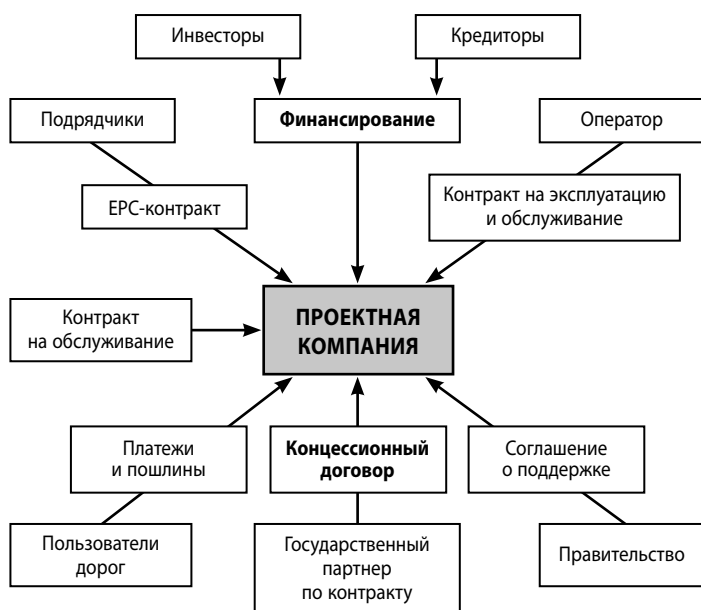 Инвесторы
Кредиторы
Подрядчики
Финансирование
Оператор
EPC-контракт
Контракт на эксплуатацию
и обслуживание
Контракт
на обслуживание
ПРОЕКТНАЯ
КОМПАНИЯ
Платежи
и пошлины
Концессионный
договор
Соглашение
о поддержке
Пользователи
дорог
Государственный
партнер
по контракту
Правительство